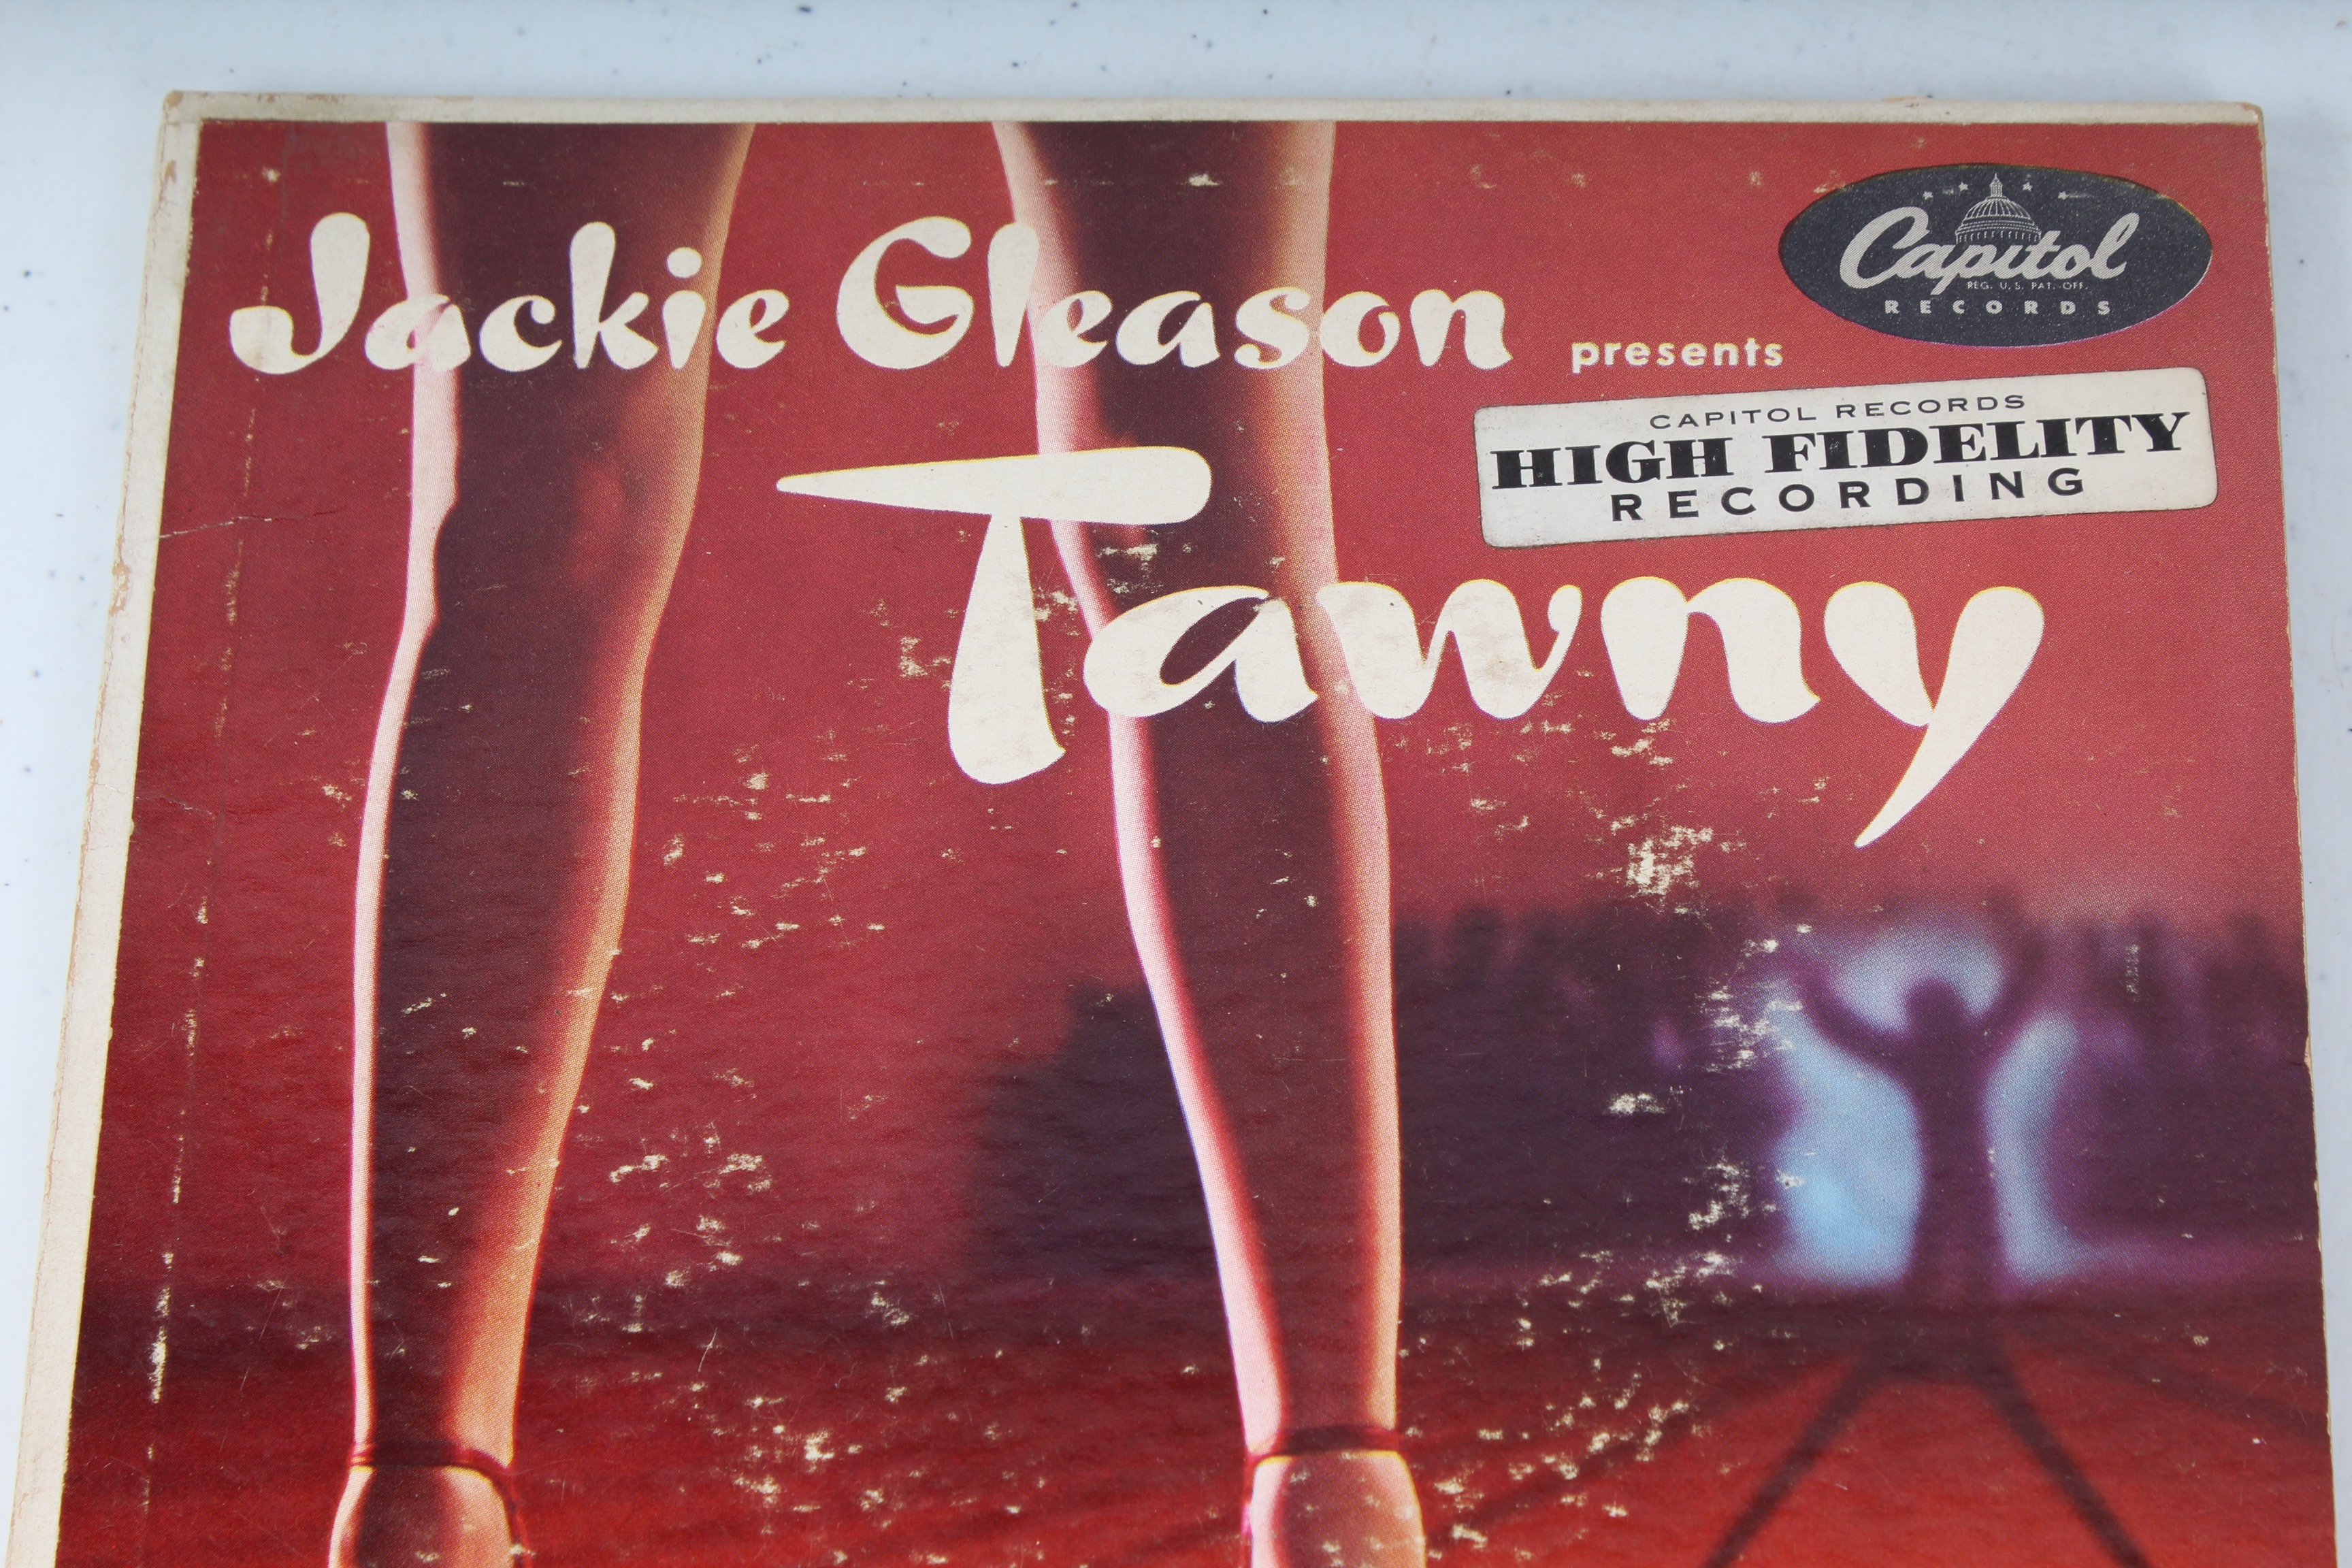 Jackie Gleason presents
Capitol
REG. U.S. PAT. OFF.
RECORDS
CAPITOL RECORDS
HIGH FIDELITY
RECORDING
Tawny